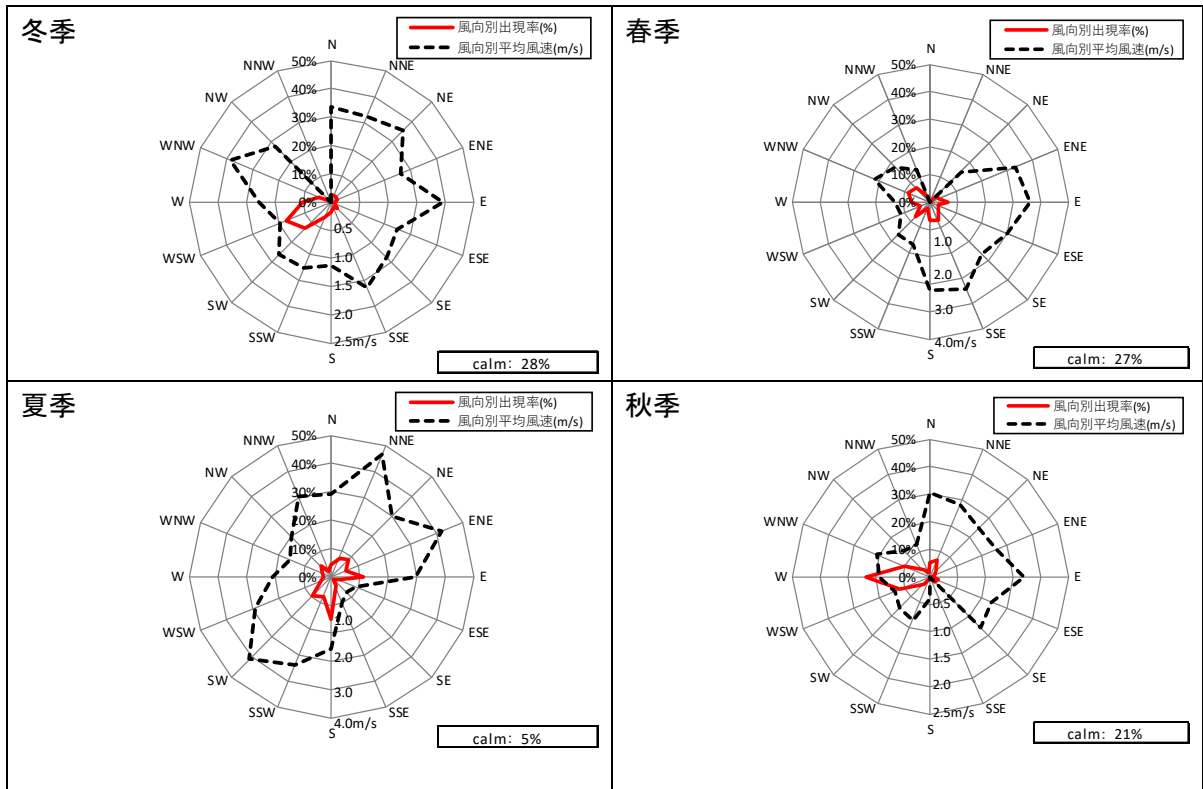 冬季
風向別出現率(%)
風向別平均風速(m/s)
N
NNE
NE
ENE
E
ESE
SE
SSE
S
SSW
SW
WSW
W
WNW
NW
NNW
50%
40%
30%
20%
10%
0%
0.5
1.0
1.5
2.0
2.5m/s
calm: 28%
春季
風向別出現率(%)
風向別平均風速(m/s)
N
NNE
NE
ENE
E
ESE
SE
SSE
S
SSW
SW
WSW
W
WNW
NW
NNW
50%
40%
30%
20%
10%
0%
1.0
2.0
3.0
4.0m/s
calm: 27%
夏季
風向別出現率(%)
風向別平均風速(m/s)
N
NNE
NE
ENE
E
ESE
SE
SSE
S
SSW
SW
WSW
W
WNW
NW
NNW
50%
40%
30%
20%
10%
0%
1.0
2.0
3.0
4.0m/s
calm: 5%
秋季
風向別出現率(%)
風向別平均風速(m/s)
N
NNE
NE
ENE
E
ESE
SE
SSE
S
SSW
SW
WSW
W
WNW
NW
NNW
50%
40%
30%
20%
10%
0%
0.5
1.0
1.5
2.0
2.5m/s
calm: 21%